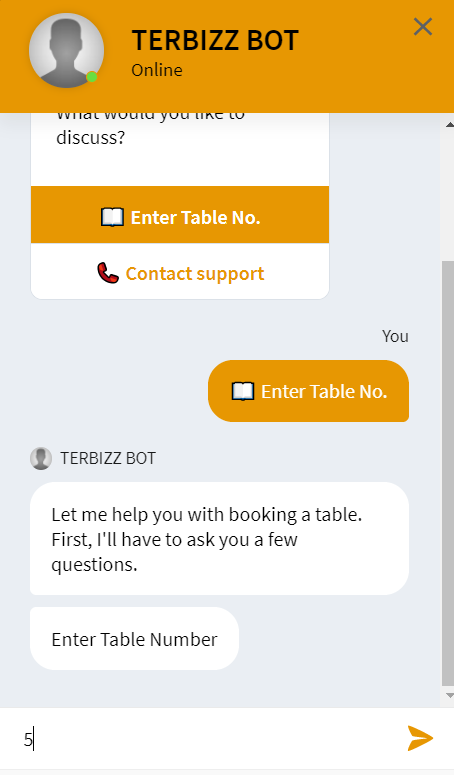 TERBIZZ BOT
Online
What would you like to
discuss?
Enter Table No.
Contact support
You
Enter Table No.
TERBIZZ BOT
Let me help you with booking a table.
First, I'll have to ask you a few
questions.
Enter Table Number
5